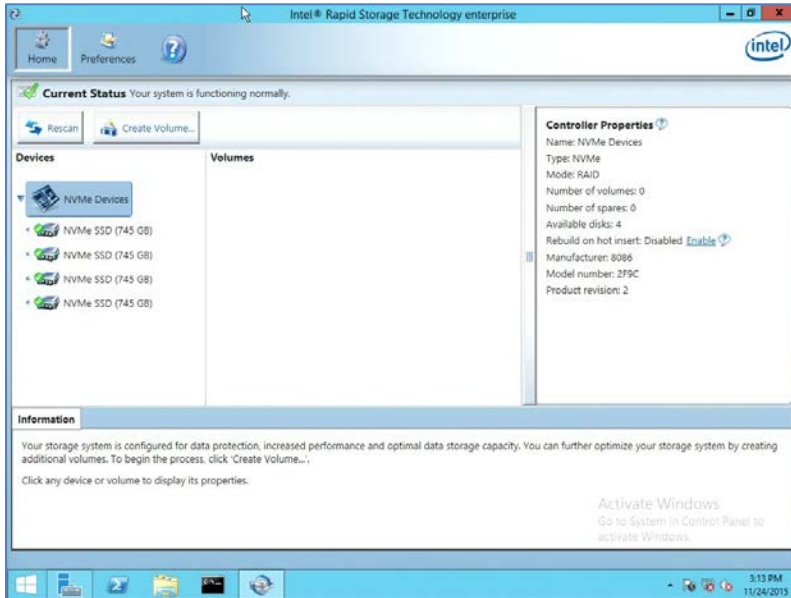 Intel® Rapid Storage Technology enterprise
Home
Preferences
intel
Current Status Your system is functioning normally.
Rescan
Create Volume...
Devices
Volumes
NVMe Devices
NVMe SSD (745 GB)
NVMe SSD (745 GB)
NVMe SSD (745 GB)
NVMe SSD (745 GB)
Controller Properties
Name: NVMe Devices
Type: NVMe
Mode: RAID
Number of volumes: 0
Number of spares: 0
Available disks: 4
Rebuild on hot insert: Disabled Enable
Manufacturer: 8086
Model number: 2F9C
Product revision: 2
Information
Your storage system is configured for data protection, increased performance and optimal data storage capacity. You can further optimize your storage system by creating
additional volumes. To begin the process, click 'Create Volume...'.
Click any device or volume to display its properties.
Activate Windows
Go to System in Control Panel to
activate Windows.
3:13 PM
11/24/2015